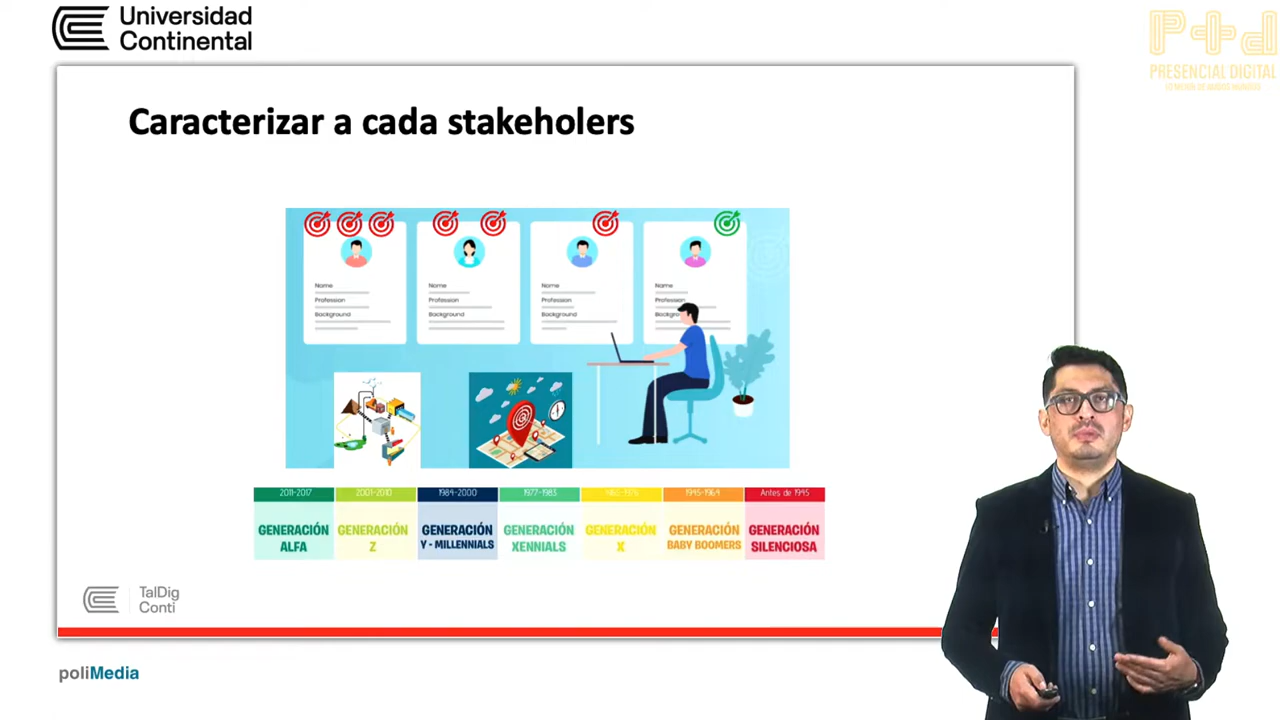 Universidad
Continental
P+d
PRESENCIAL DIGITAL
Caracterizar a cada stakeholers
Name
Profession
Background
Name
Profession
Background
Name
Profession
Background
Name
Profession
2011-2017
2001-2010
1984-2000
1977-1983
1945-1964
Antes de 1945
GENERACIÓN
ALFA
GENERACIÓN
Z
GENERACIÓN
Y - MILLENNIALS
GENERACIÓN
XENNIALS
GENERACIÓN
X
GENERACIÓN
BABY BOOMERS
GENERACIÓN
SILENCIOSA
TalDig
Conti
poliMedia